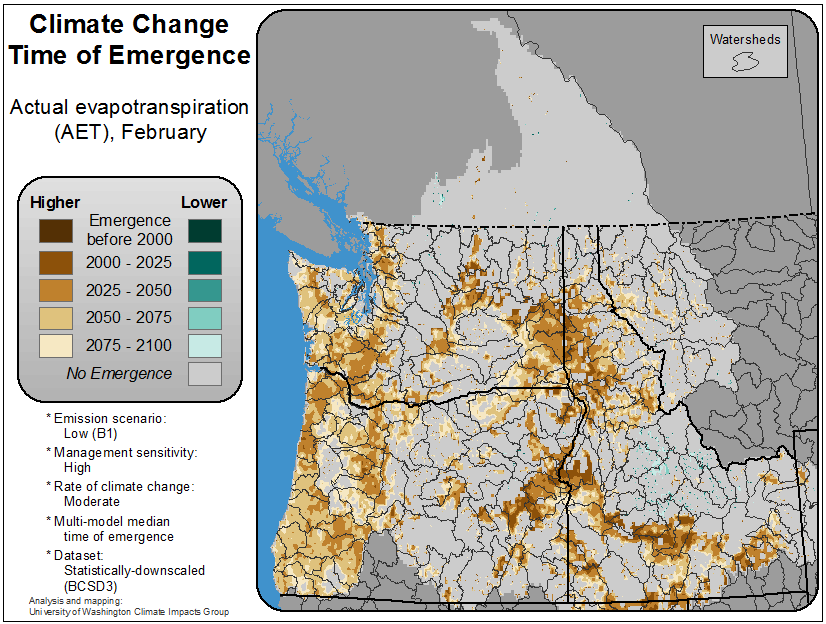 Climate Change
Time of Emergence
Actual evapotranspiration
(AET), February
Higher
Lower
Emergence
before 2000
2000 - 2025
2025 - 2050
2050 - 2075
2075 - 2100
No Emergence
* Emission scenario:
Low (B1)
* Management sensitivity:
High
* Rate of climate change:
Moderate
* Multi-model median
time of emergence
* Dataset:
Statistically-downscaled
(BCSD3)
Analysis and mapping:
University of Washington Climate Impacts Group
Watersheds